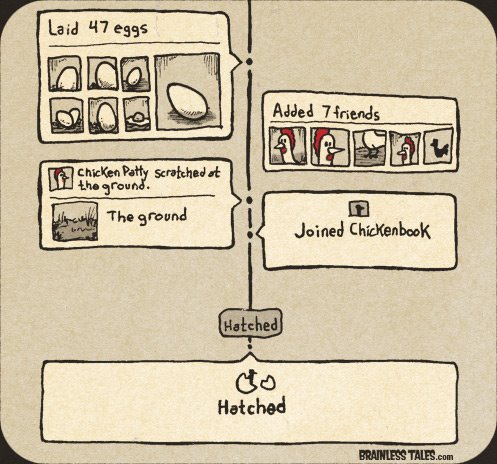 Laid 47 eggs
Added 7 friends
Chicken Patty scratched at
the ground.
The ground
Joined Chickenbook
Hatched
Hatched
BRAINLESS TALES.com